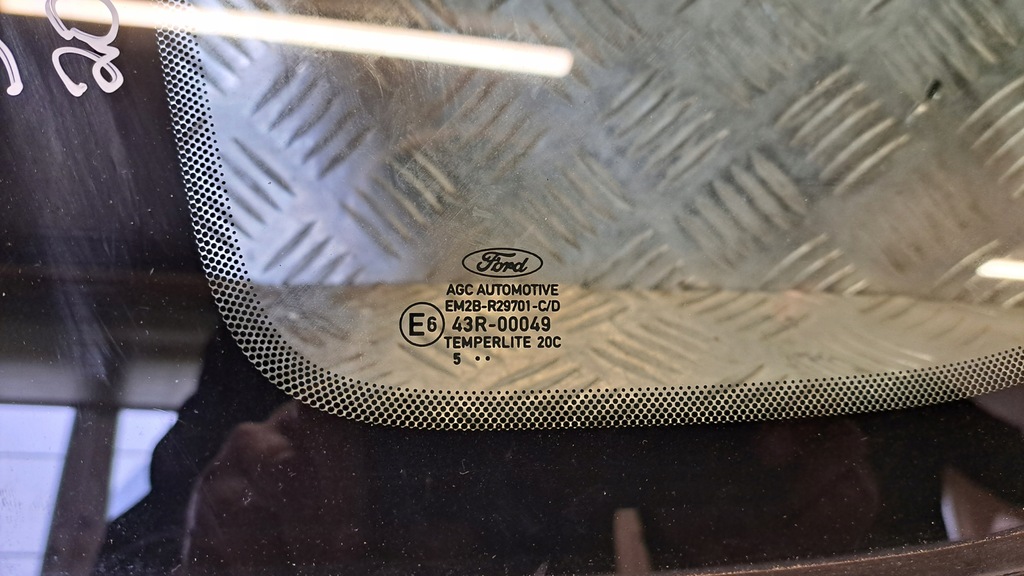 Ford
AGC AUTOMOTIVE
EM2B-R29701-C/D
E6 43R-00049
TEMPERLITE 20C
5 ••